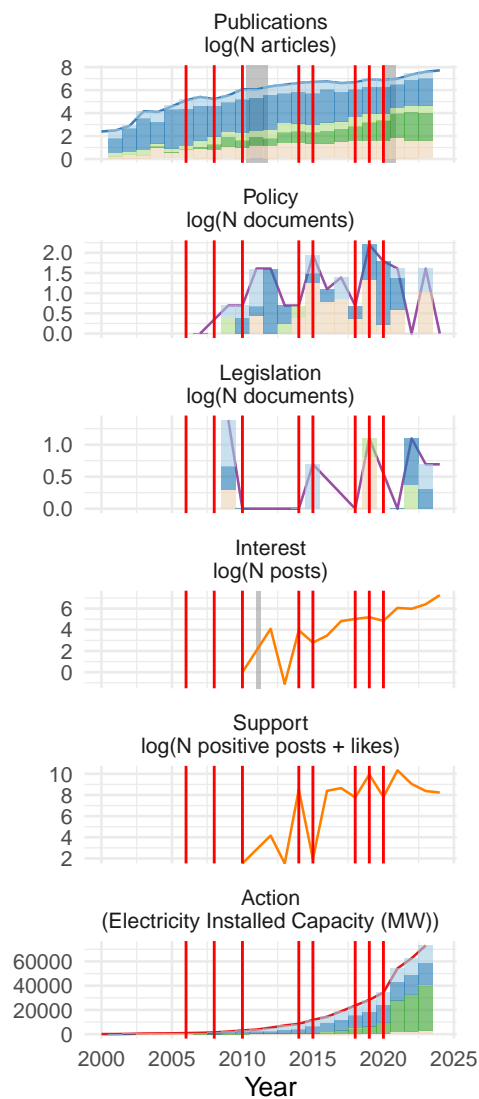 Publications
log(N articles)
8
6
4
2
0
Policy
log(N documents)
2.0
1.5
1.0
0.5
0.0
Legislation
log(N documents)
1.0
0.5
0.0
Interest
log(N posts)
6
4
2
0
Support
log(N positive posts + likes)
10
8
6
4
2
Action
(Electricity Installed Capacity (MW))
60000
40000
20000
0
2000 2005 2010 2015 2020 2025
Year